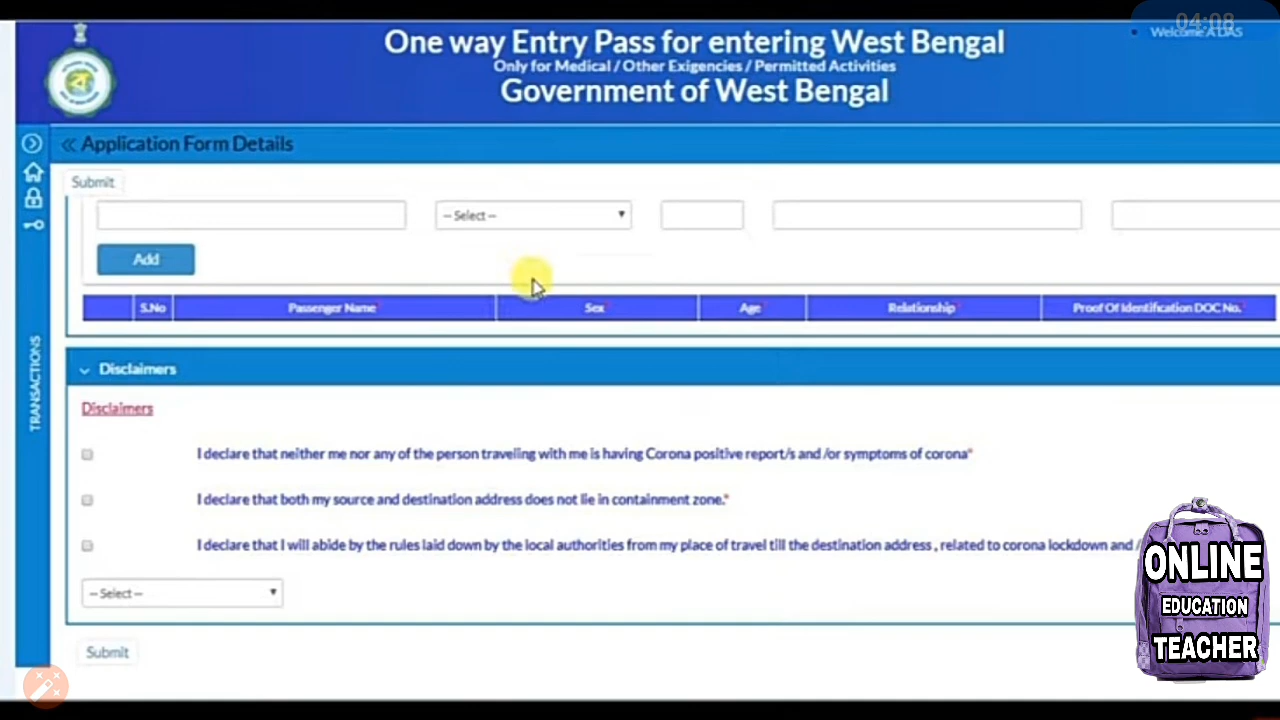 04:08
Welcome A DAS
One way Entry Pass for entering West Bengal
Only for Medical / Other Exigencies / Permitted Activities
Government of West Bengal
Application Form Details
Submit
-- Select --
Add
S.No Passenger Name* Sex* Age* Relationship* Proof Of Identification DOC No.*
TRANSACTIONS
Disclaimers
Disclaimers
I declare that neither me nor any of the person traveling with me is having Corona positive report/s and /or symptoms of corona*
I declare that both my source and destination address does not lie in containment zone.*
I declare that I will abide by the rules laid down by the local authorities from my place of travel till the destination address , related to corona lockdown and /
-- Select --
Submit
ONLINE
EDUCATION
TEACHER